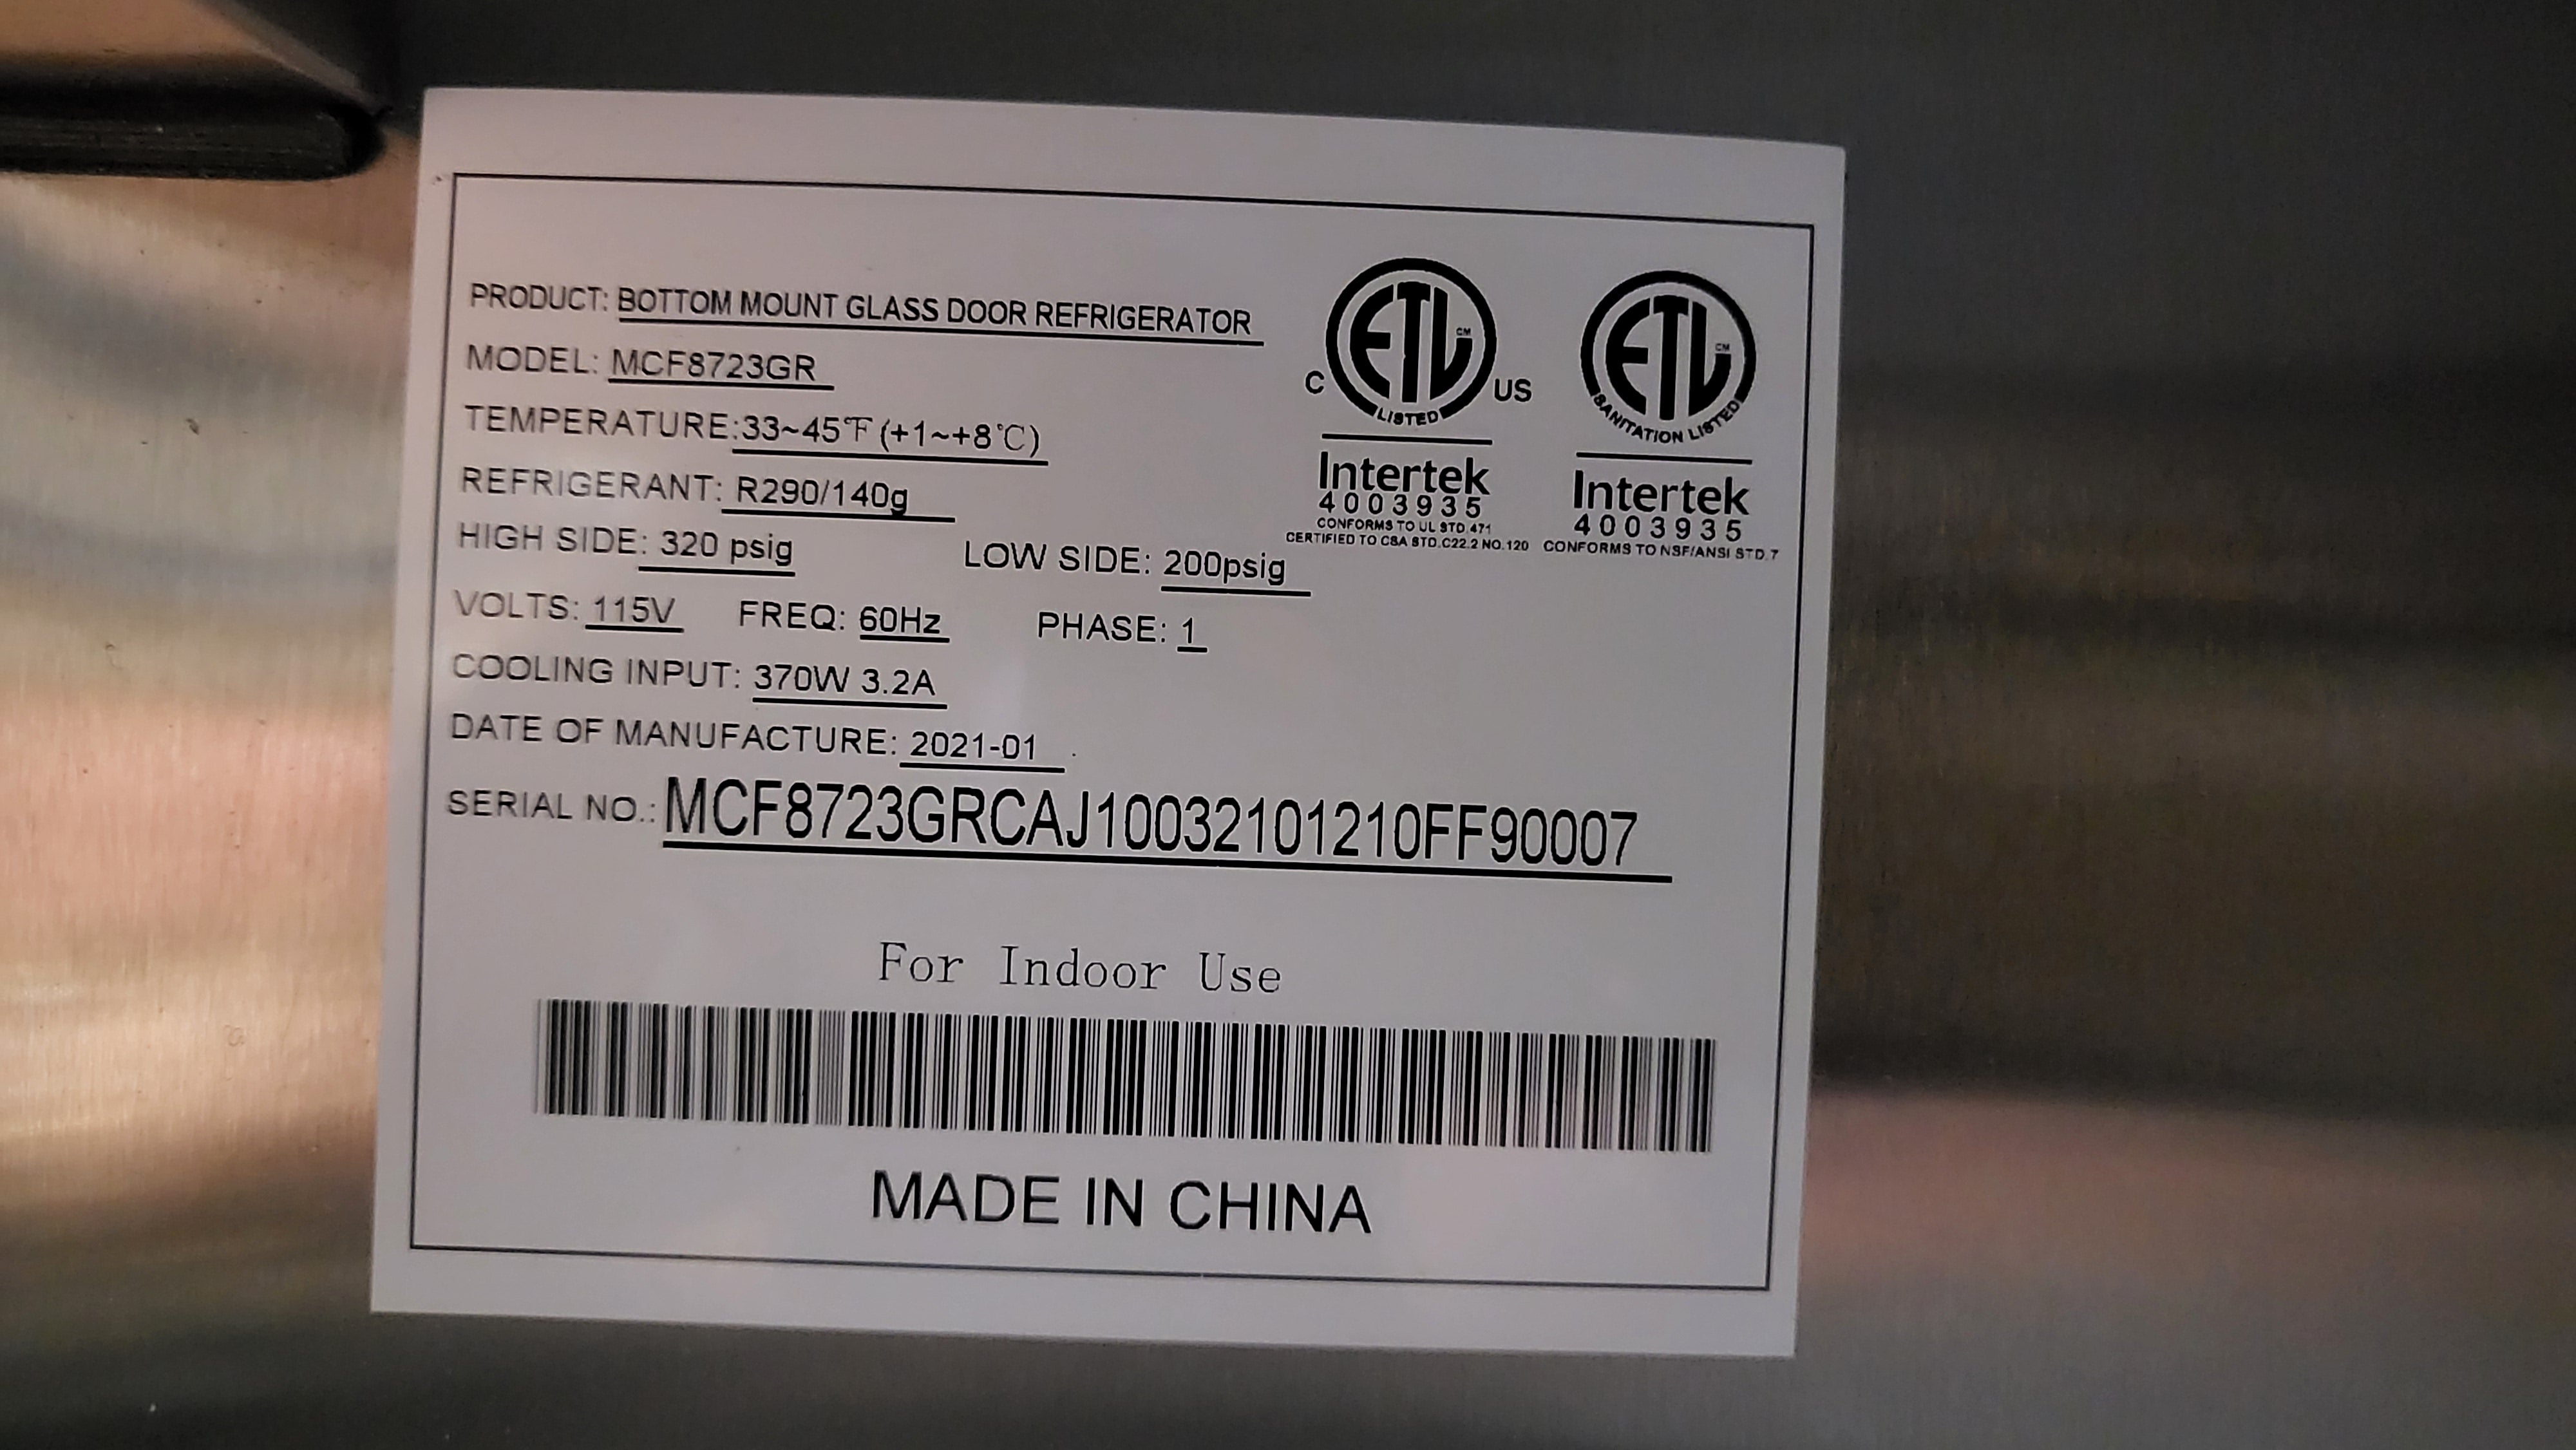 PRODUCT: BOTTOM MOUNT GLASS DOOR REFRIGERATOR
MODEL: MCF8723GR
TEMPERATURE:33~45℉(+1~+8℃)
REFRIGERANT: R290/140g
HIGH SIDE: 320 psig LOW SIDE: 200psig
VOLTS: 115V FREQ: 60Hz PHASE: 1
COOLING INPUT: 370W 3.2A
DATE OF MANUFACTURE: 2021-01
SERIAL NO.: MCF8723GRCAJ10032101210FF90007
C ETL CM US
LISTED
Intertek
4003935
CONFORMS TO UL STD.471
CERTIFIED TO CSA STD.C22.2 NO.120
ETL CM
SANITATION LISTED
Intertek
4003935
CONFORMS TO NSF/ANSI STD.7
For Indoor Use
MADE IN CHINA